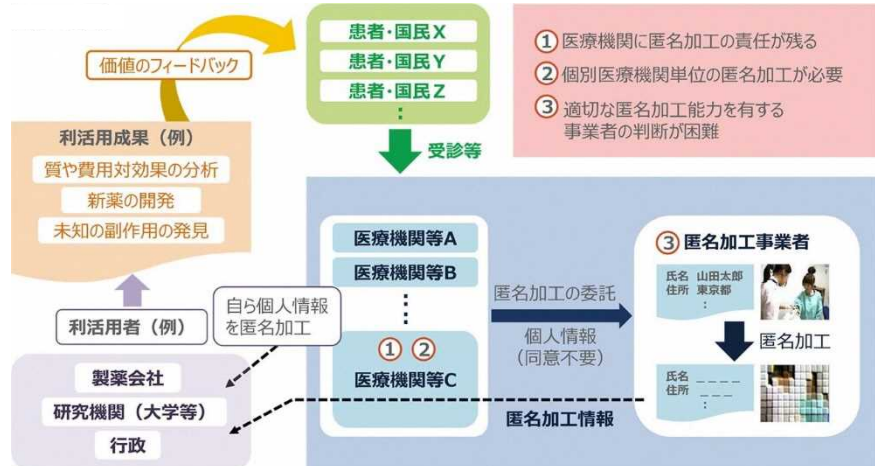 価値のフィードバック
患者・国民X
患者・国民Y
患者・国民Z
︙
① 医療機関に匿名加工の責任が残る
② 個別医療機関単位の匿名加工が必要
③ 適切な匿名加工能力を有する
事業者の判断が困難
利活用成果（例）
質や費用対効果の分析
新薬の開発
未知の副作用の発見
受診等
利活用者（例）
自ら個人情報
を匿名加工
製薬会社
研究機関（大学等）
行政
医療機関等A
医療機関等B
① ②
医療機関等C
匿名加工の委託
個人情報
（同意不要）
匿名加工情報
③ 匿名加工事業者
氏名 山田太郎
住所 東京都
：
匿名加工
氏名 _ _ _ _
住所 _ _ _
：